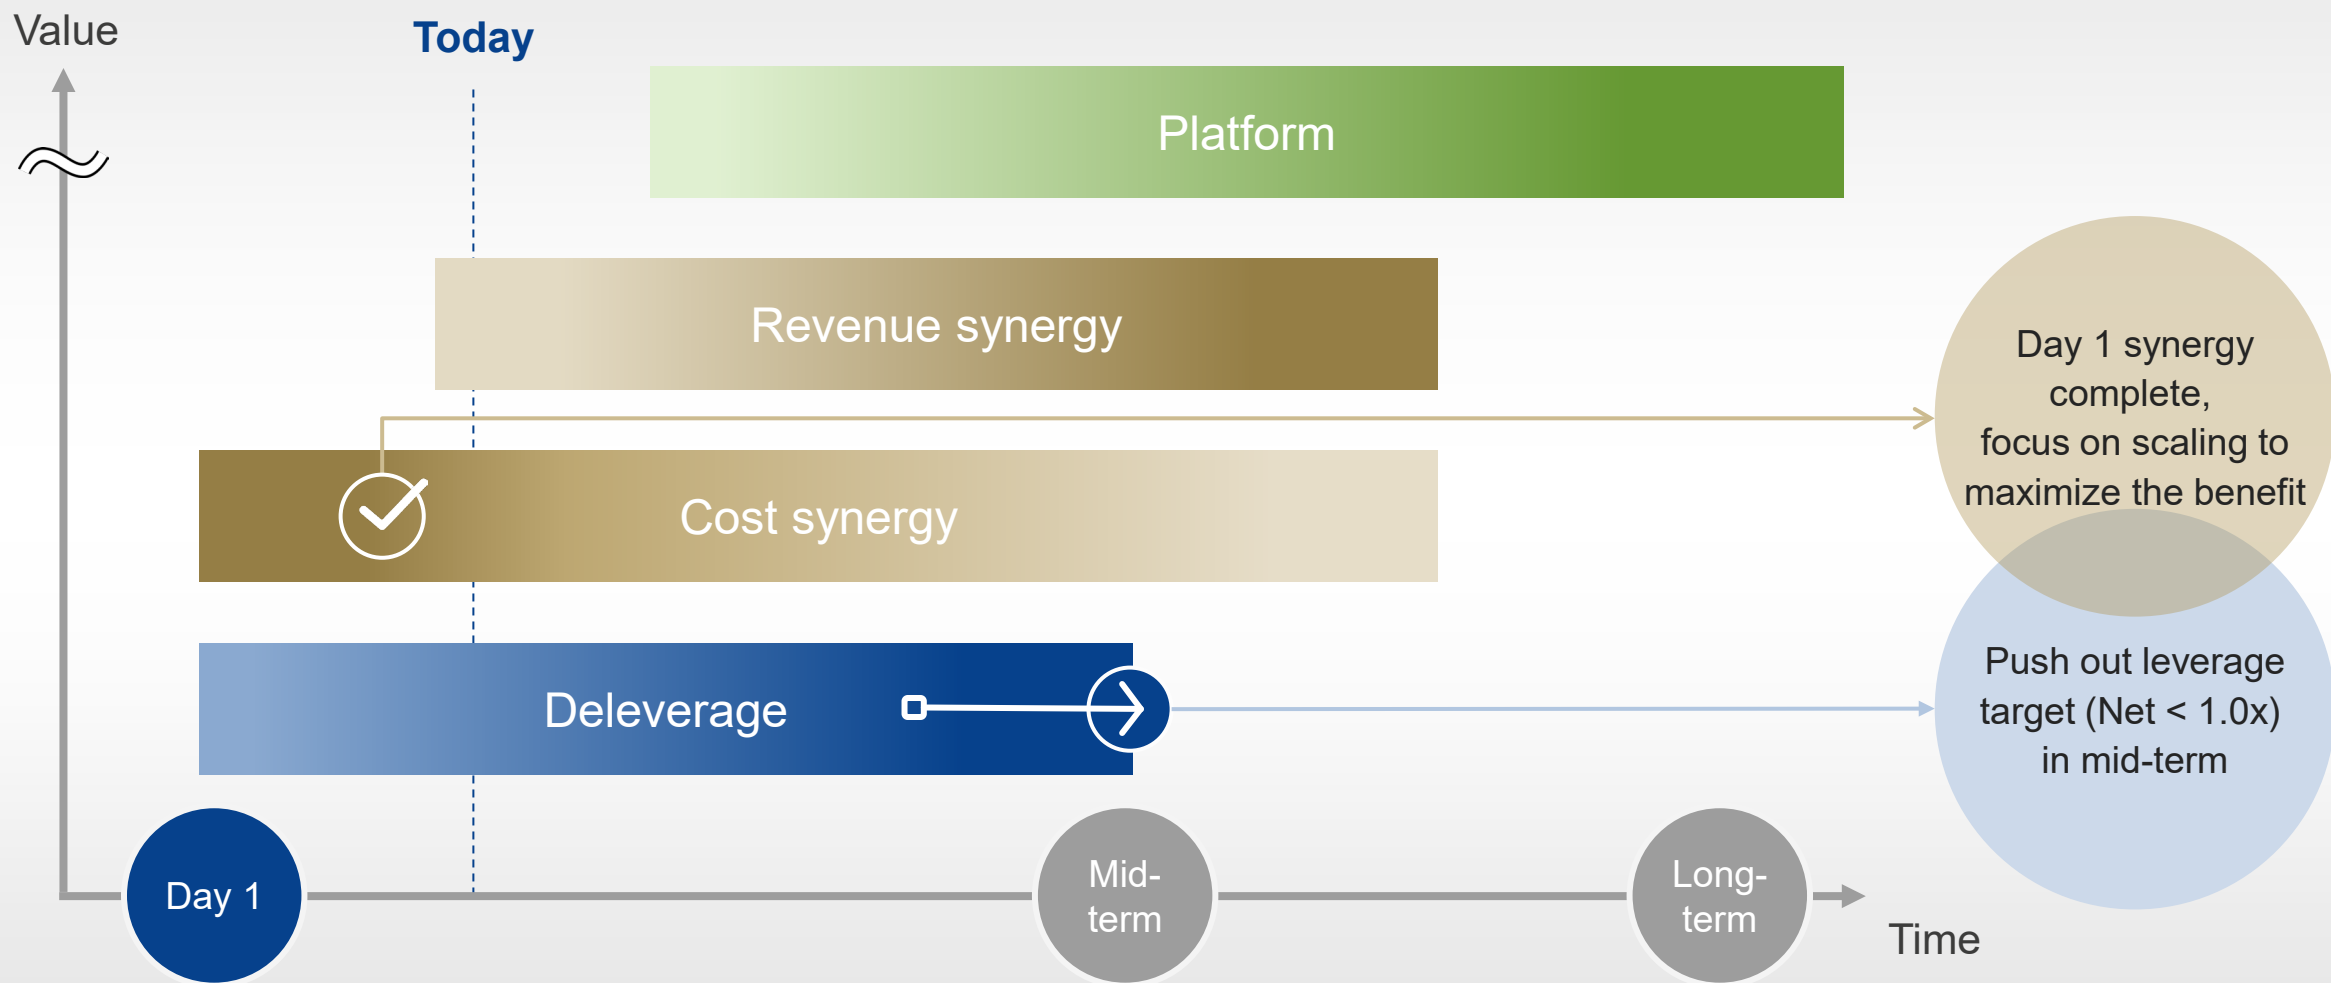 Value
Today
Platform
Revenue synergy
Day 1 synergy
complete,
focus on scaling to
maximize the benefit
Cost synergy
Deleverage
Push out leverage
target (Net < 1.0x)
in mid-term
Day 1
Mid-
term
Long-
term
Time